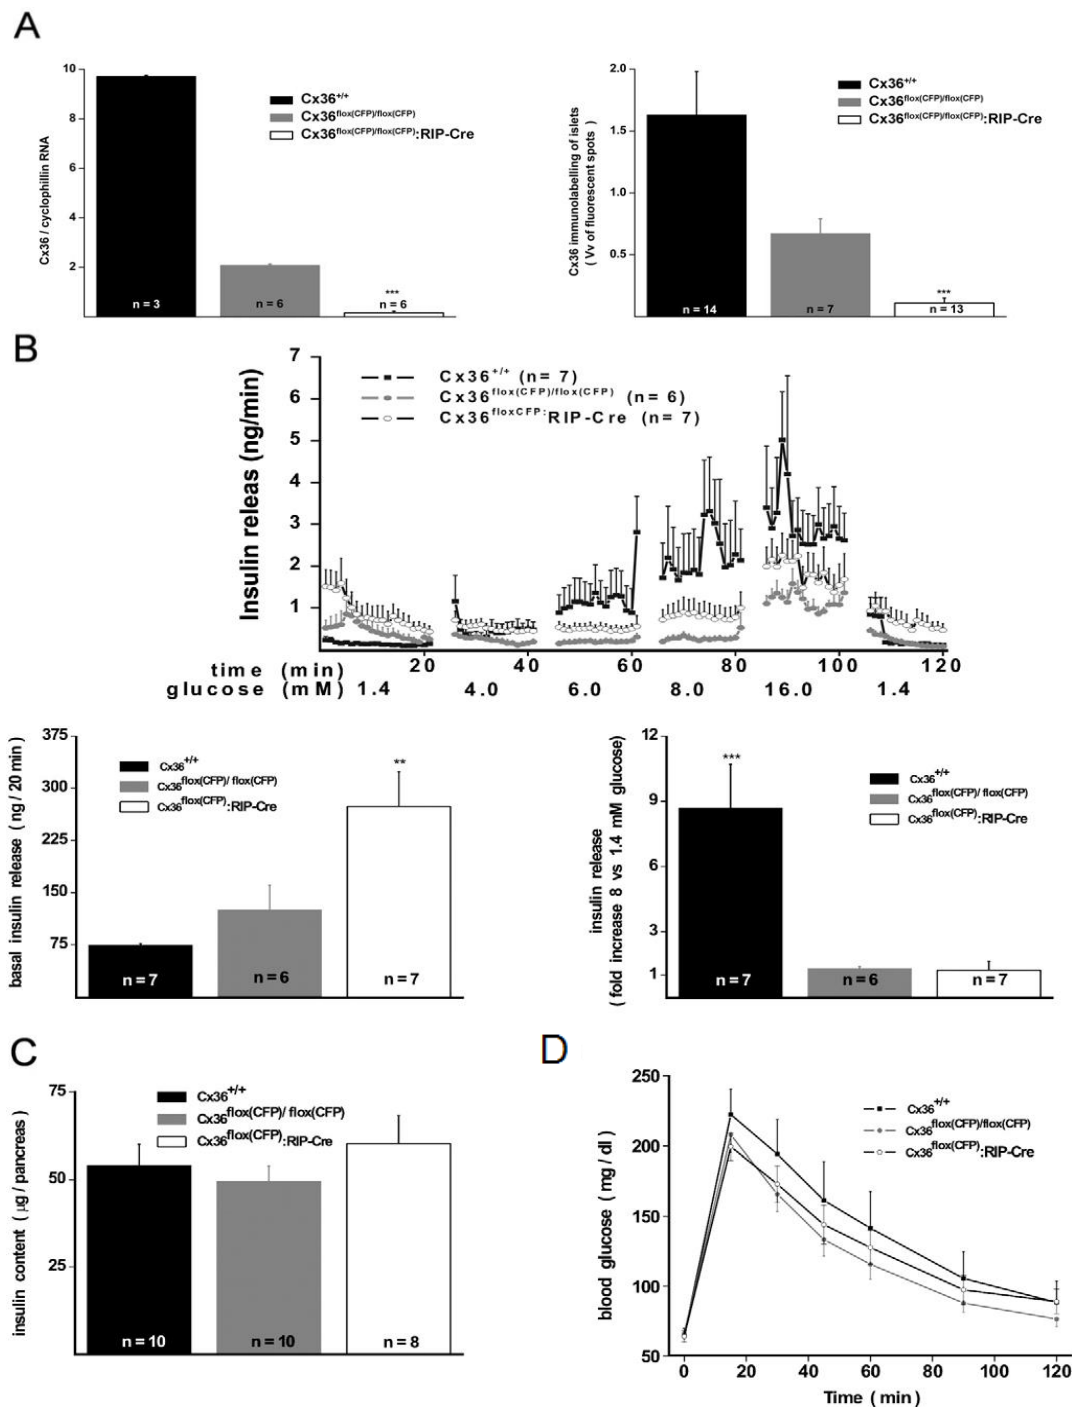 A
10
8
6
4
2
Cx36 / cyclophillin RNA
Cx36+/+
Cx36flox(CFP)/flox(CFP)
Cx36flox(CFP)/flox(CFP):RIP-Cre
n = 3
n = 6
***
n = 6
2.0
1.5
1.0
0.5
Cx36 immunolabelling of islets
( Vv of fluorescent spots )
Cx36+/+
Cx36flox(CFP)/flox(CFP)
Cx36flox(CFP)/flox(CFP):RIP-Cre
n = 14
n = 7
***
n = 13
B
7
6
5
4
3
2
1
Insulin releas (ng/min)
Cx36+/+ (n = 7)
Cx36flox(CFP)/flox(CFP) (n = 6)
Cx36floxCFP:RIP-Cre (n = 7)
time (min) 20 40 60 80 100 120
glucose (mM) 1.4 4.0 6.0 8.0 16.0 1.4
375
300
225
150
75
basal insulin release ( ng / 20 min )
Cx36+/+
Cx36flox(CFP)/ flox(CFP)
Cx36flox(CFP):RIP-Cre
**
n = 7
n = 6
n = 7
12
9
6
3
1
insulin release
( fold increase 8 vs 1.4 mM glucose)
***
Cx36+/+
Cx36flox(CFP)/ flox(CFP)
Cx36flox(CFP):RIP-Cre
n = 7
n = 6
n = 7
C
75
50
25
insulin content ( µg / pancreas )
Cx36+/+
Cx36flox(CFP)/ flox(CFP)
Cx36flox(CFP):RIP-Cre
n = 10
n = 10
n = 8
D
250
200
150
100
50
blood glucose ( mg / dl )
Cx36+/+
Cx36flox(CFP)/flox(CFP)
Cx36flox(CFP):RIP-Cre
0 20 40 60 80 100 120
Time ( min )